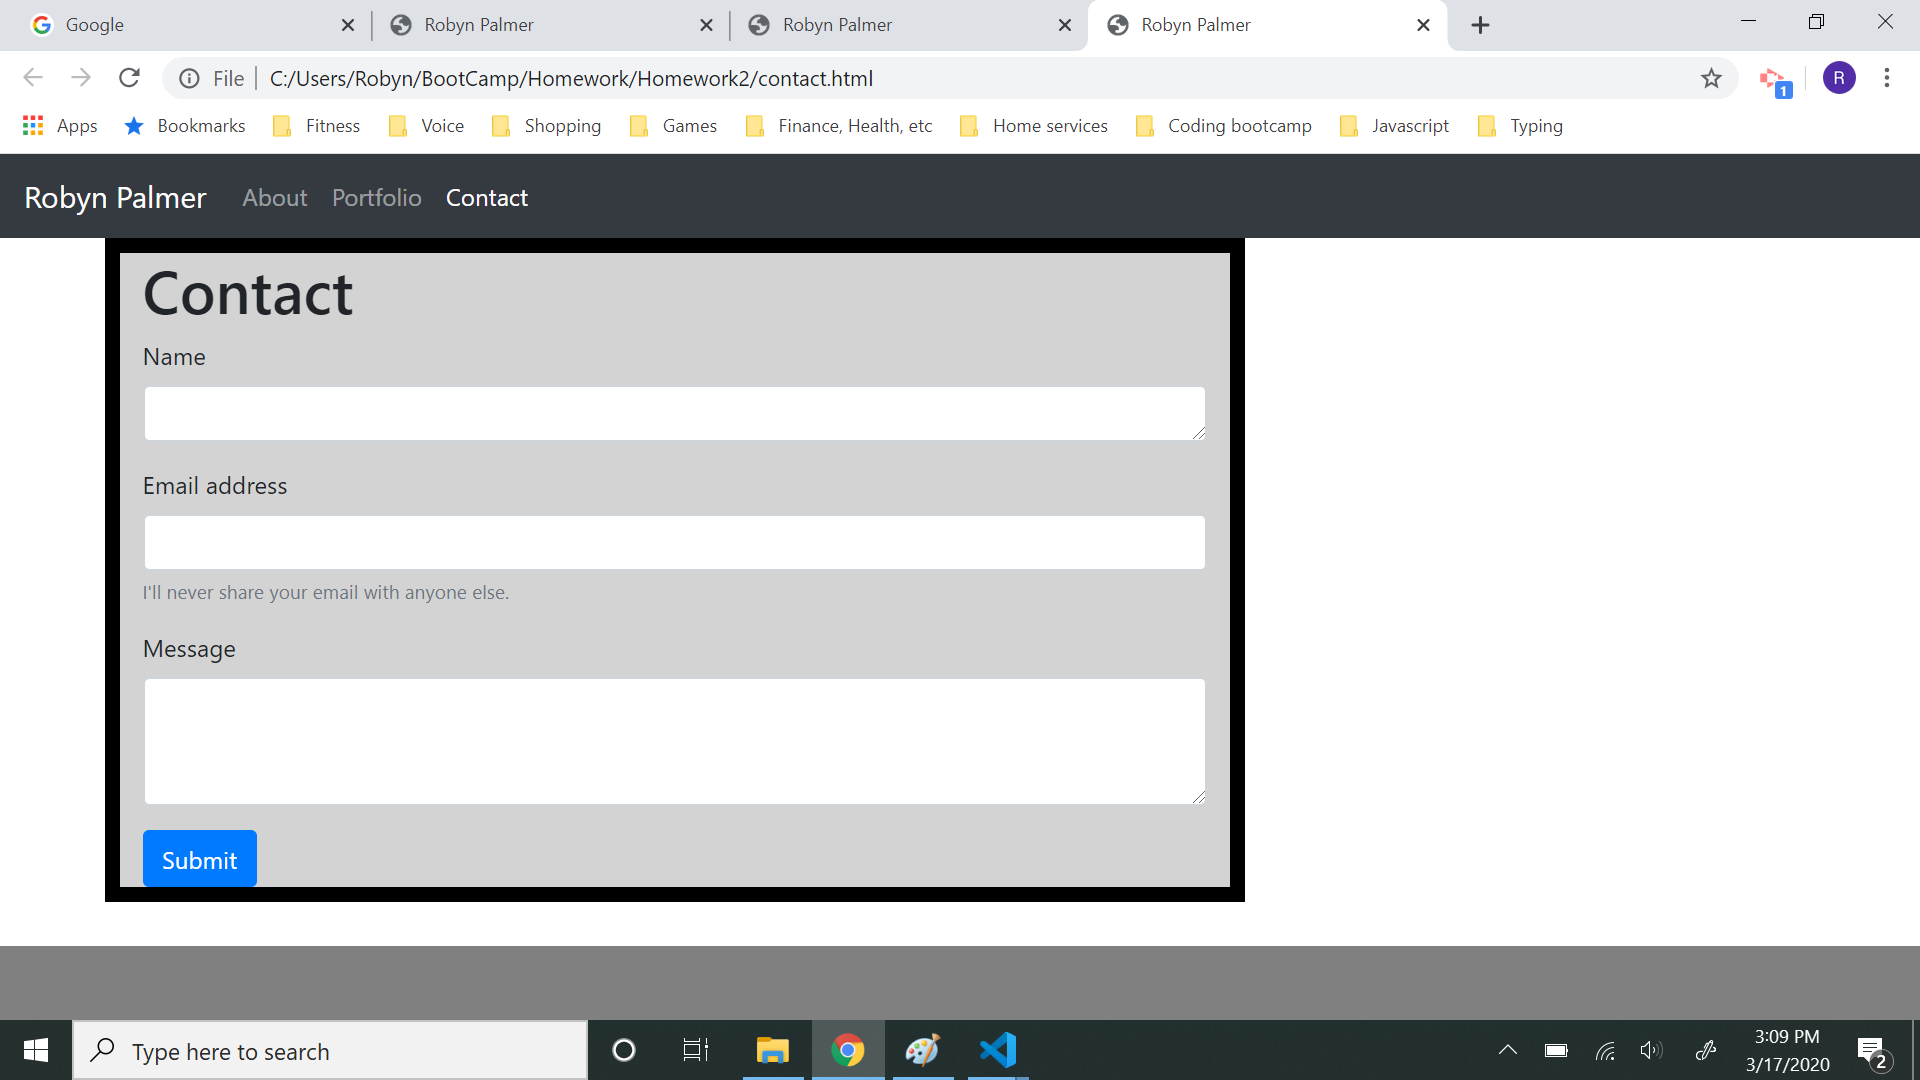 Google
Robyn Palmer
Robyn Palmer
Robyn Palmer
File C:/Users/Robyn/BootCamp/Homework/Homework2/contact.html
1
R
Apps Bookmarks Fitness Voice Shopping Games Finance, Health, etc Home services Coding bootcamp Javascript Typing
Robyn Palmer About Portfolio Contact
Contact
Name
Email address
I'll never share your email with anyone else.
Message
Submit
Type here to search
3:09 PM
3/17/2020
2